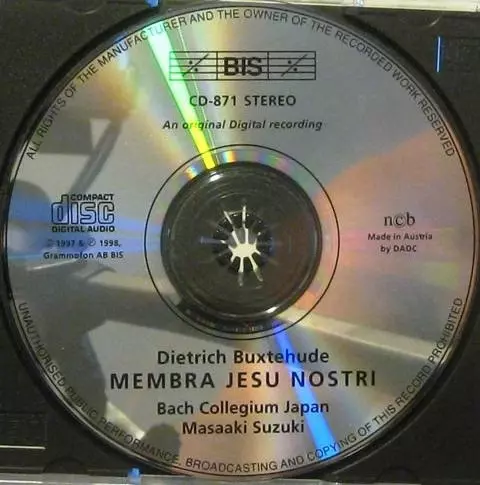 ALL RIGHTS OF THE MANUFACTURER AND THE OWNER OF THE RECORDED WORK RESERVED
BIS
CD-871 STEREO
An original Digital recording
COMPACT
disc
DIGITAL AUDIO
℗ 1997 & © 1998,
Grammofon AB BIS
ncb
Made in Austria
by DADC
Dietrich Buxtehude
MEMBRA JESU NOSTRI
Bach Collegium Japan
Masaaki Suzuki
UNAUTHORISED PUBLIC PERFORMANCE, BROADCASTING AND COPYING OF THIS RECORD PROHIBITED